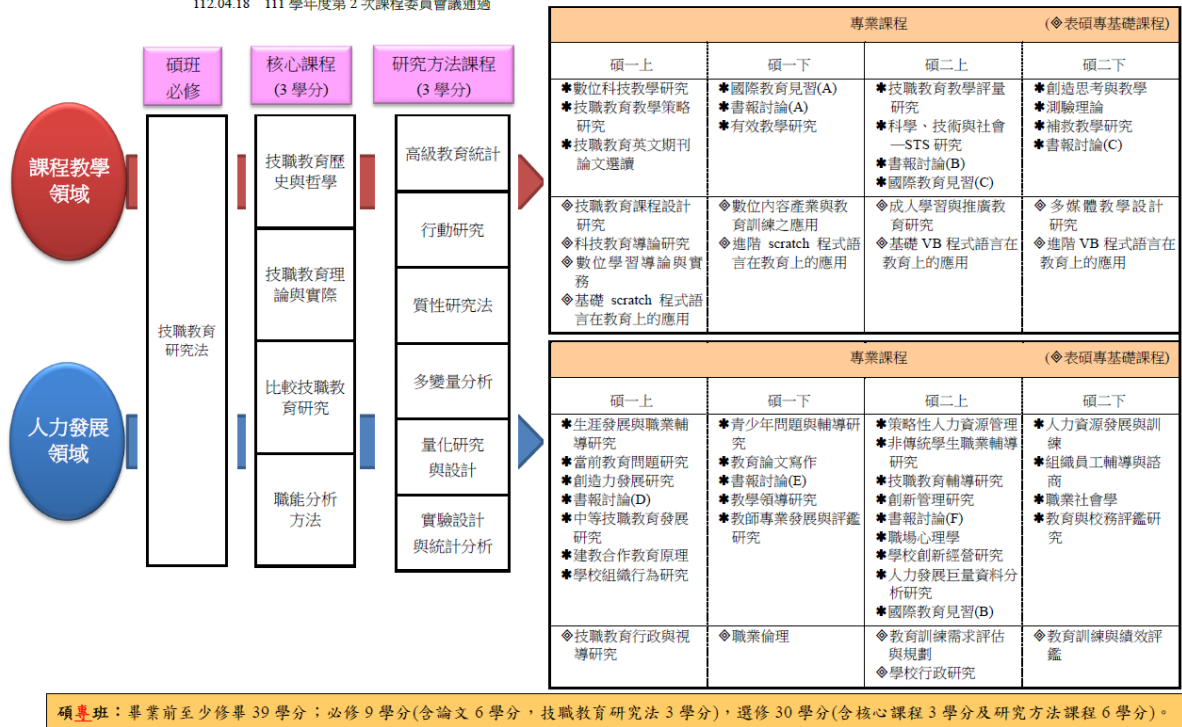 112.04.18 111 學年度第 2 次課程委員會議通過
碩班
必修
核心課程
(3 學分)
研究方法課程
(3 學分)
課程教學
領域
人力發展
領域
技職教育
研究法
技職教育歷
史與哲學
技職教育理
論與實際
比較技職教
育研究
職能分析
方法
高級教育統計
行動研究
質性研究法
多變量分析
量化研究
與設計
實驗設計
與統計分析
專業課程 (◈表碩專基礎課程)
碩一上
✱數位科技教學研究
✱技職教育教學策略
研究
✱技職教育英文期刊
論文選讀
◈技職教育課程設計
研究
◈科技教育導論研究
◈數位學習導論與實
務
◈基礎 scratch 程式語
言在教育上的應用
碩一下
✱國際教育見習(A)
✱書報討論(A)
✱有效教學研究
◈數位內容產業與教
育訓練之應用
◈進階 scratch 程式語
言在教育上的應用
碩二上
✱技職教育教學評量
研究
✱科學、技術與社會
—STS 研究
✱書報討論(B)
✱國際教育見習(C)
◈成人學習與推廣教
育研究
◈基礎 VB 程式語言在
教育上的應用
碩二下
✱創造思考與教學
✱測驗理論
✱補救教學研究
✱書報討論(C)
◈多媒體教學設計
研究
◈進階 VB 程式語言在
教育上的應用
專業課程 (◈表碩專基礎課程)
碩一上
✱生涯發展與職業輔
導研究
✱當前教育問題研究
✱創造力發展研究
✱書報討論(D)
✱中等技職教育發展
研究
✱建教合作教育原理
✱學校組織行為研究
◈技職教育行政與視
導研究
碩一下
✱青少年問題與輔導研
究
✱教育論文寫作
✱書報討論(E)
✱教學領導研究
✱教師專業發展與評鑑
研究
◈職業倫理
碩二上
✱策略性人力資源管理
✱非傳統學生職業輔導
研究
✱技職教育輔導研究
✱創新管理研究
✱書報討論(F)
✱職場心理學
✱學校創新經營研究
✱人力發展巨量資料分
析研究
✱國際教育見習(B)
◈教育訓練需求評估
與規劃
◈學校行政研究
碩二下
✱人力資源發展與訓
練
✱組織員工輔導與諮
商
✱職業社會學
✱教育與校務評鑑研
究
◈教育訓練與績效評
鑑
碩專班：畢業前至少修畢 39 學分；必修 9 學分(含論文 6 學分，技職教育研究法 3 學分)，選修 30 學分(含核心課程 3 學分及研究方法課程 6 學分)。